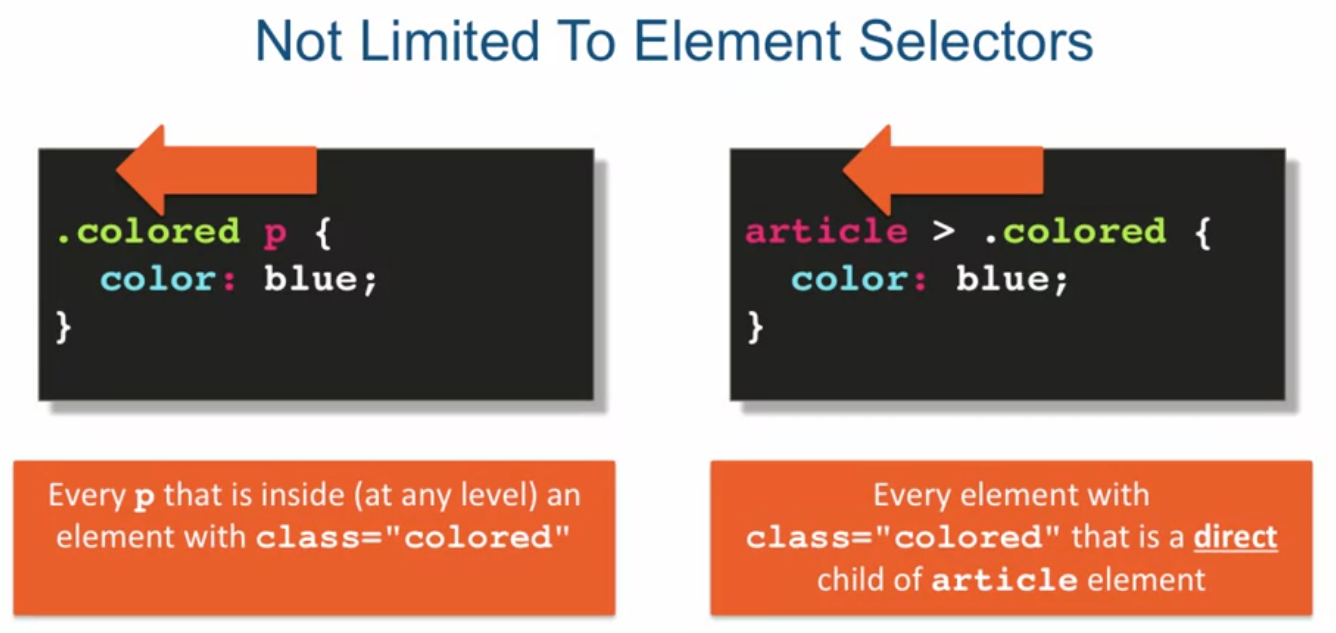 Not Limited To Element Selectors
.colored p {
  color: blue;
}
article > .colored {
  color: blue;
}
Every p that is inside (at any level) an
element with class="colored"
Every element with
class="colored" that is a direct
child of article element